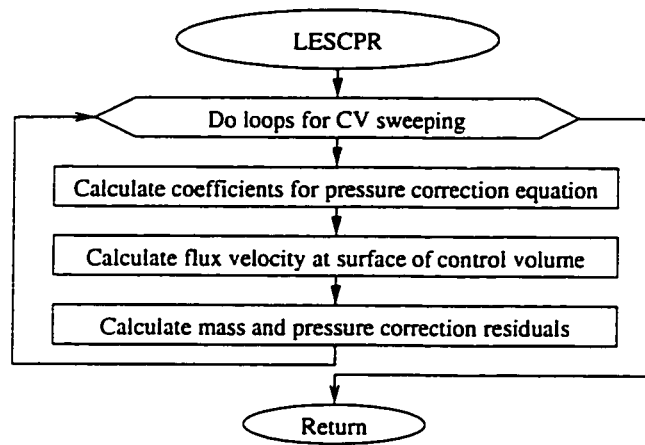 LESCPR
Do loops for CV sweeping
Calculate coefficients for pressure correction equation
Calculate flux velocity at surface of control volume
Calculate mass and pressure correction residuals
Return